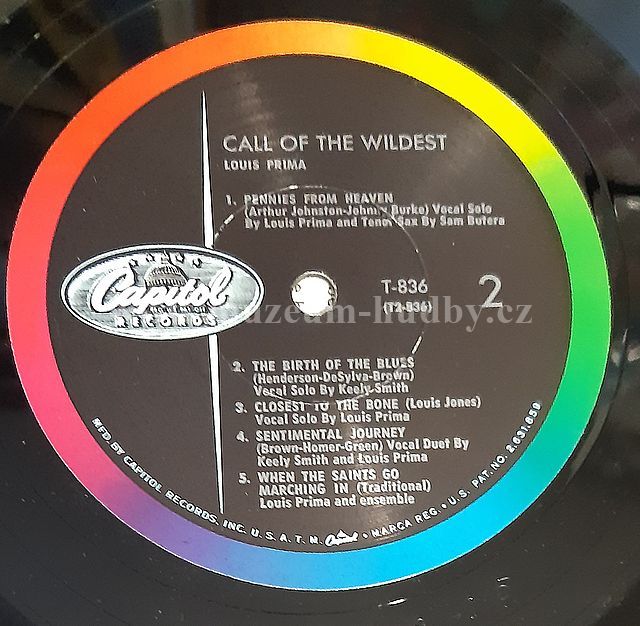 CALL OF THE WILDEST
LOUIS PRIMA
1. PENNIES FROM HEAVEN
(Arthur Johnston-Johnny Burke) Vocal Solo
By Louis Prima and Tenor Sax By Sam Butera
Capitol
RECORDS
T-836
(T2-836)
2
muzeum-hudby.cz
2. THE BIRTH OF THE BLUES
(Henderson-DeSylva-Brown)
Vocal Solo By Keely Smith
3. CLOSEST TO THE BONE (Louis Jones)
Vocal Solo By Louis Prima
4. SENTIMENTAL JOURNEY
(Brown-Homer-Green) Vocal Duet By
Keely Smith and Louis Prima
5. WHEN THE SAINTS GO
MARCHING IN (Traditional)
Louis Prima and ensemble
MFD. BY CAPITOL RECORDS, INC. U. S. A. T. M. Capitol • MARCA REG. • U. S. PAT. NO. 2,631,859